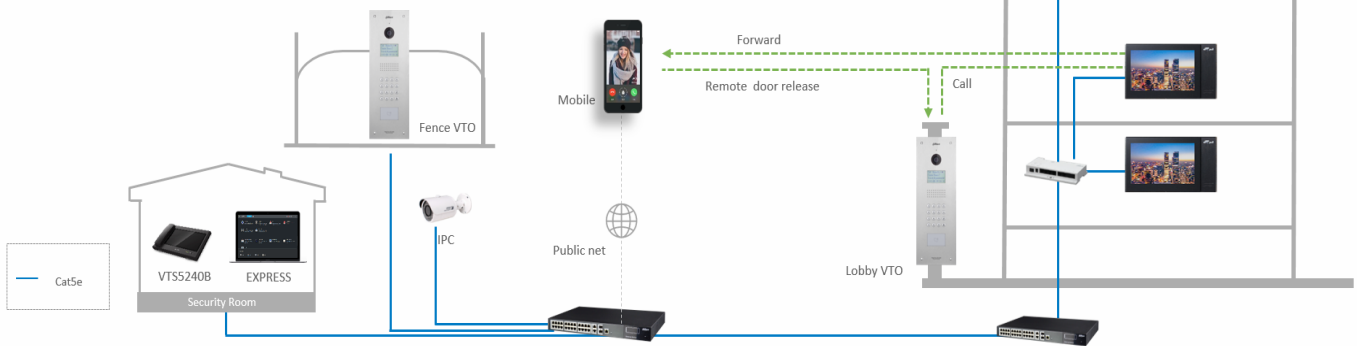 Forward
Remote door release
Call
Mobile
Fence VTO
IPC
Public net
VTS5240B
EXPRESS
Lobby VTO
Cat5e
Security Room